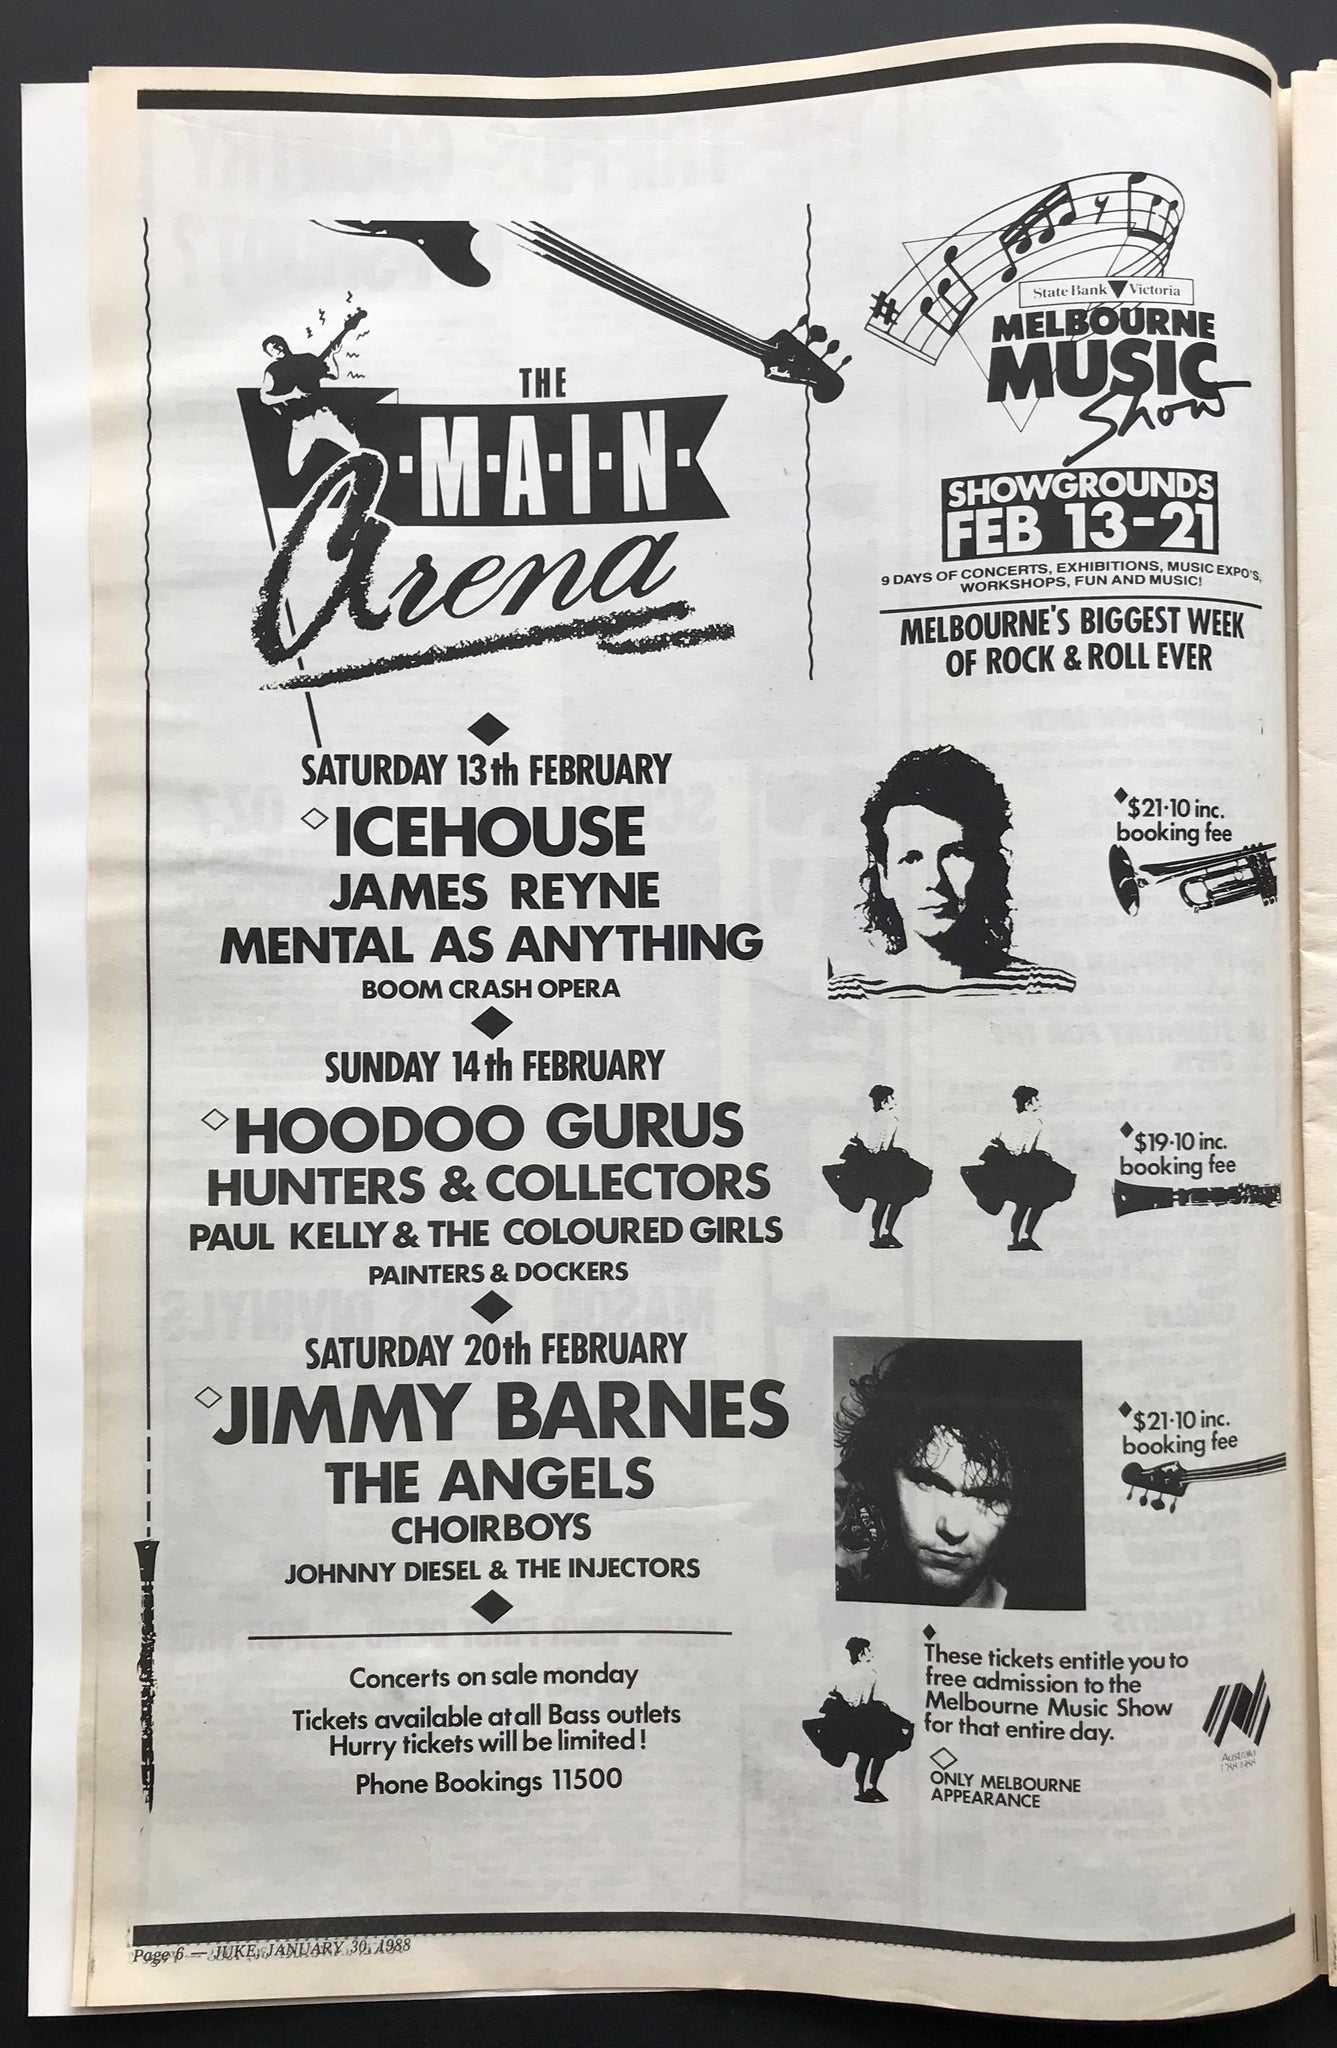 THE
M·A·I·N
Arena
State Bank Victoria
MELBOURNE
MUSIC
Show
SHOWGROUNDS
FEB 13-21
9 DAYS OF CONCERTS, EXHIBITIONS, MUSIC EXPO'S,
WORKSHOPS, FUN AND MUSIC!
MELBOURNE'S BIGGEST WEEK
OF ROCK & ROLL EVER
SATURDAY 13th FEBRUARY
ICEHOUSE
JAMES REYNE
MENTAL AS ANYTHING
BOOM CRASH OPERA
$21·10 inc.
booking fee
SUNDAY 14th FEBRUARY
HOODOO GURUS
HUNTERS & COLLECTORS
PAUL KELLY & THE COLOURED GIRLS
PAINTERS & DOCKERS
$19·10 inc.
booking fee
SATURDAY 20th FEBRUARY
JIMMY BARNES
THE ANGELS
CHOIRBOYS
JOHNNY DIESEL & THE INJECTORS
$21·10 inc.
booking fee
Concerts on sale monday
Tickets available at all Bass outlets
Hurry tickets will be limited!
Phone Bookings 11500
These tickets entitle you to
free admission to the
Melbourne Music Show
for that entire day.
ONLY MELBOURNE
APPEARANCE
Australia
1788-1988
Page 6 — JUKE, JANUARY 30, 1988